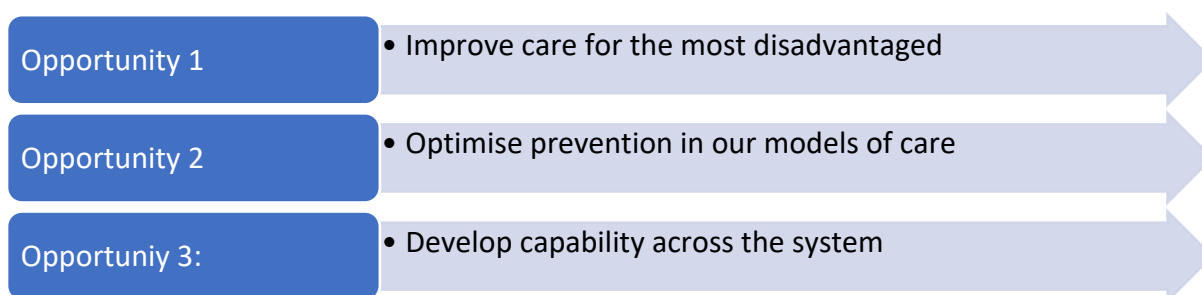 Opportunity 1
• Improve care for the most disadvantaged
Opportunity 2
• Optimise prevention in our models of care
Opportuniy 3:
• Develop capability across the system